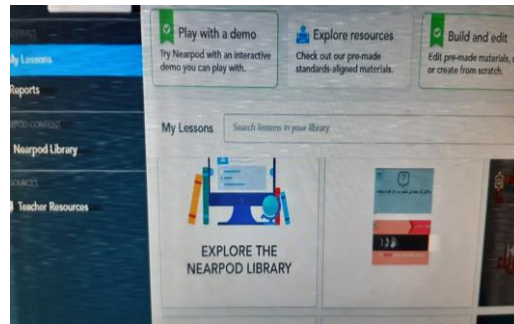 My Lessons
Reports
Nearpod Library
Teacher Resources
Play with a demo
Try Nearpod with an interactive
demo you can play with.
Explore resources
Check out our pre-made
standards-aligned materials.
Build and edit
Edit pre-made materials,
or create from scratch.
My Lessons
Search lessons in your library
EXPLORE THE
NEARPOD LIBRARY